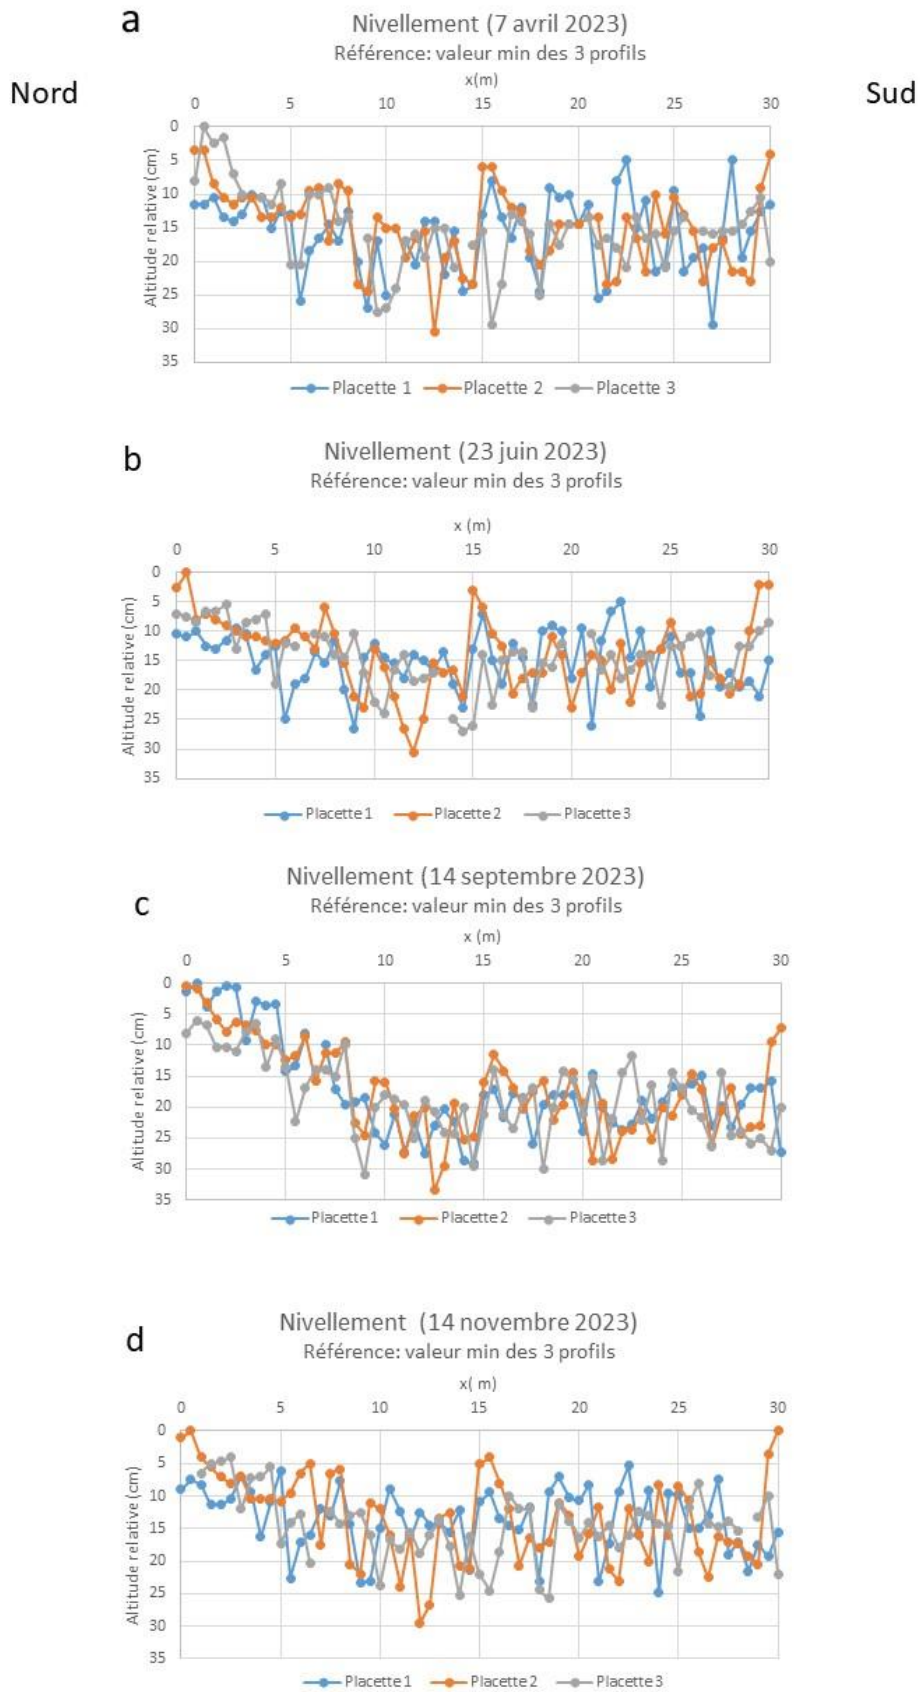 a
Nivellement (7 avril 2023)
Référence: valeur min des 3 profils
Nord
Sud
x(m)
0 5 10 15 20 25 30
Altitude relative (cm)
0
5
10
15
20
25
30
35
Placette 1 Placette 2 Placette 3
b
Nivellement (23 juin 2023)
Référence: valeur min des 3 profils
x (m)
0 5 10 15 20 25 30
Altitude relative (cm)
0
5
10
15
20
25
30
35
Placette 1 Placette 2 Placette 3
c
Nivellement (14 septembre 2023)
Référence: valeur min des 3 profils
x (m)
0 5 10 15 20 25 30
Altitude relative (cm)
0
5
10
15
20
25
30
35
Placette 1 Placette 2 Placette 3
d
Nivellement (14 novembre 2023)
Référence: valeur min des 3 profils
x( m)
0 5 10 15 20 25 30
Altitude relative (cm)
0
5
10
15
20
25
30
35
Placette 1 Placette 2 Placette 3